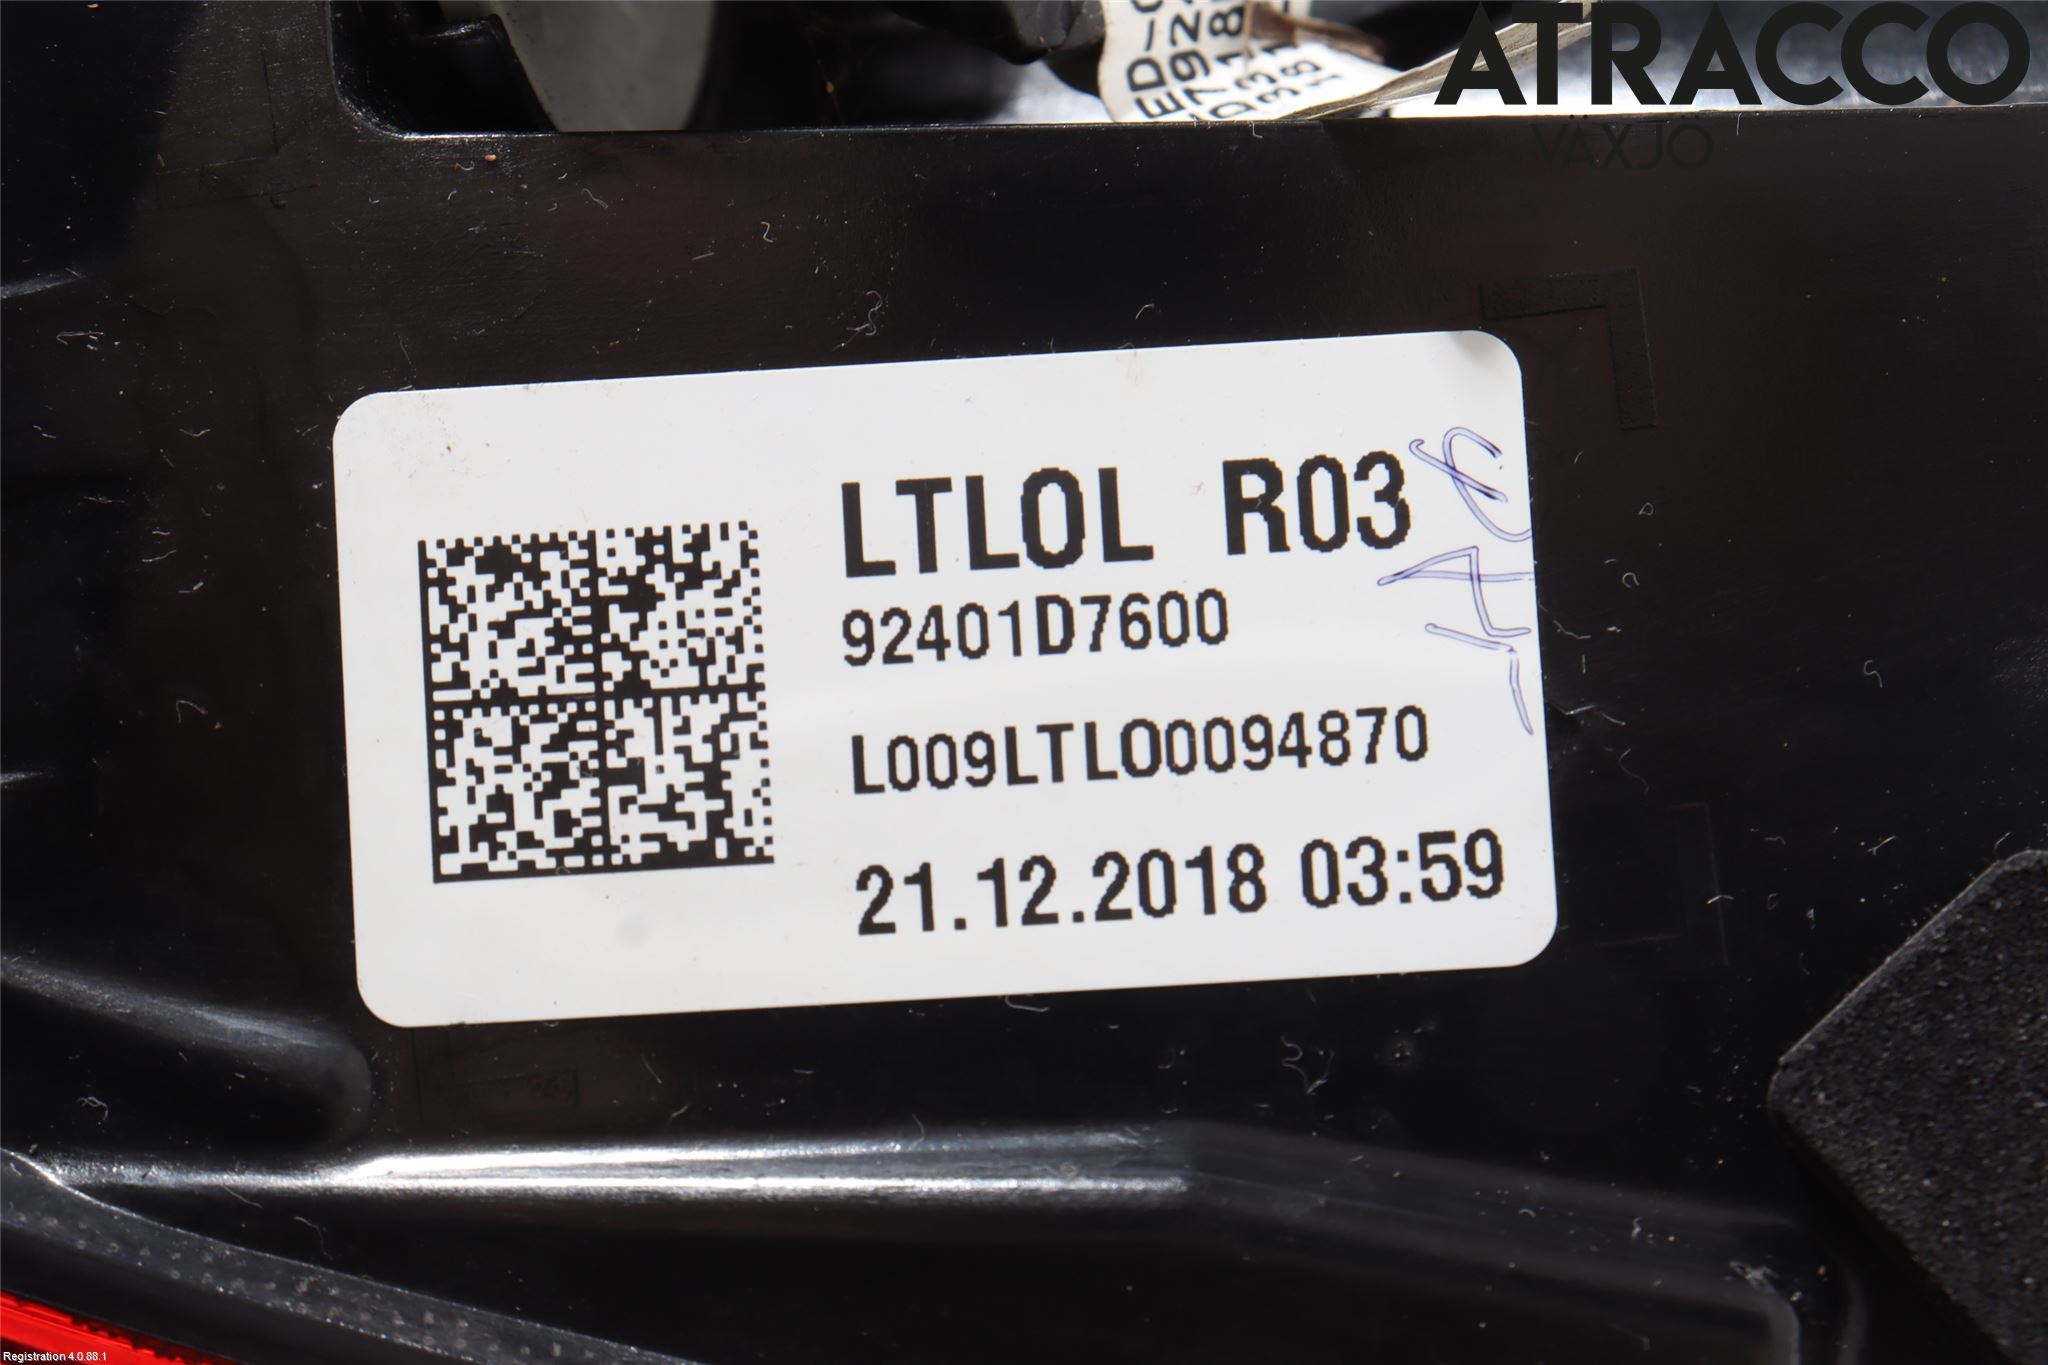 ATRACCO
VÄXJÖ
LTLOL R03
92401D7600
L009LTLO0094870
21.12.2018 03:59
Registration 4.0.88.1